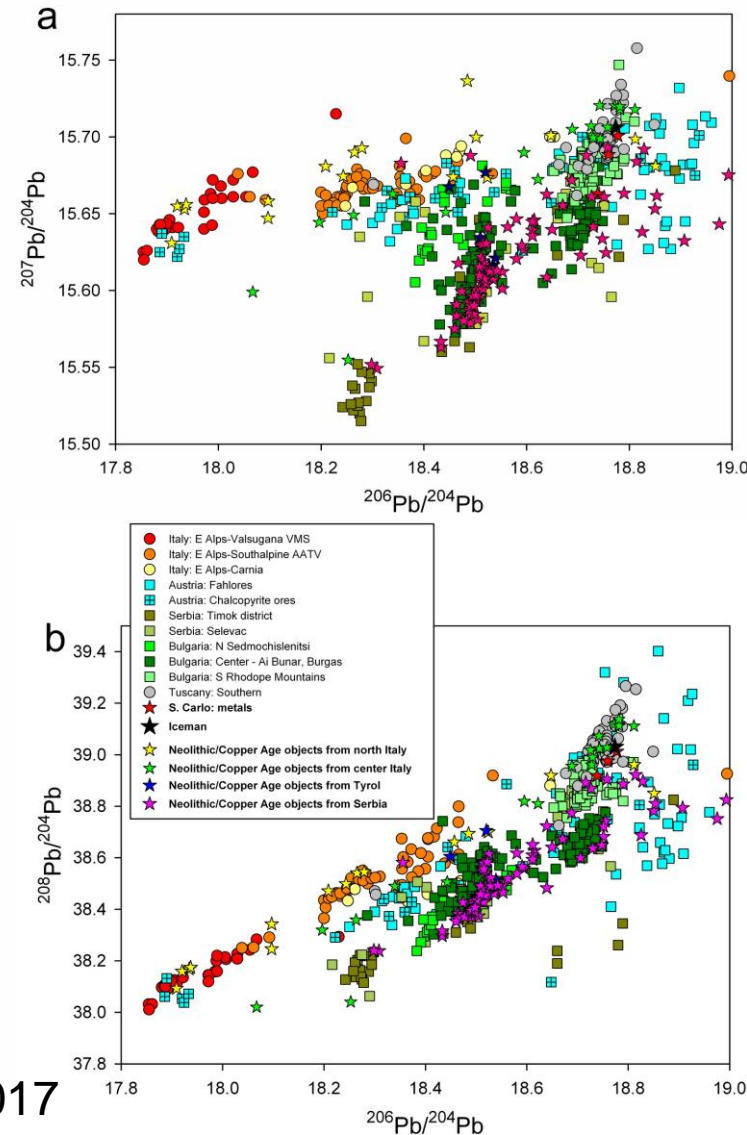 a
15.75
15.70
15.65
15.60
15.55
15.50
207Pb/204Pb
17.8 18.0 18.2 18.4 18.6 18.8 19.0
206Pb/204Pb
Italy: E Alps-Valsugana VMS
Italy: E Alps-Southalpine AATV
Italy: E Alps-Carnia
Austria: Fahlores
Austria: Chalcopyrite ores
Serbia: Timok district
Serbia: Selevac
Bulgaria: N Sedmochislenitsi
Bulgaria: Center - Ai Bunar, Burgas
Bulgaria: S Rhodope Mountains
Tuscany: Southern
S. Carlo: metals
Iceman
Neolithic/Copper Age objects from north Italy
Neolithic/Copper Age objects from center Italy
Neolithic/Copper Age objects from Tyrol
Neolithic/Copper Age objects from Serbia
b
39.4
39.2
39.0
38.8
38.6
38.4
38.2
38.0
37.8
208Pb/204Pb
17.8 18.0 18.2 18.4 18.6 18.8 19.0
206Pb/204Pb
017